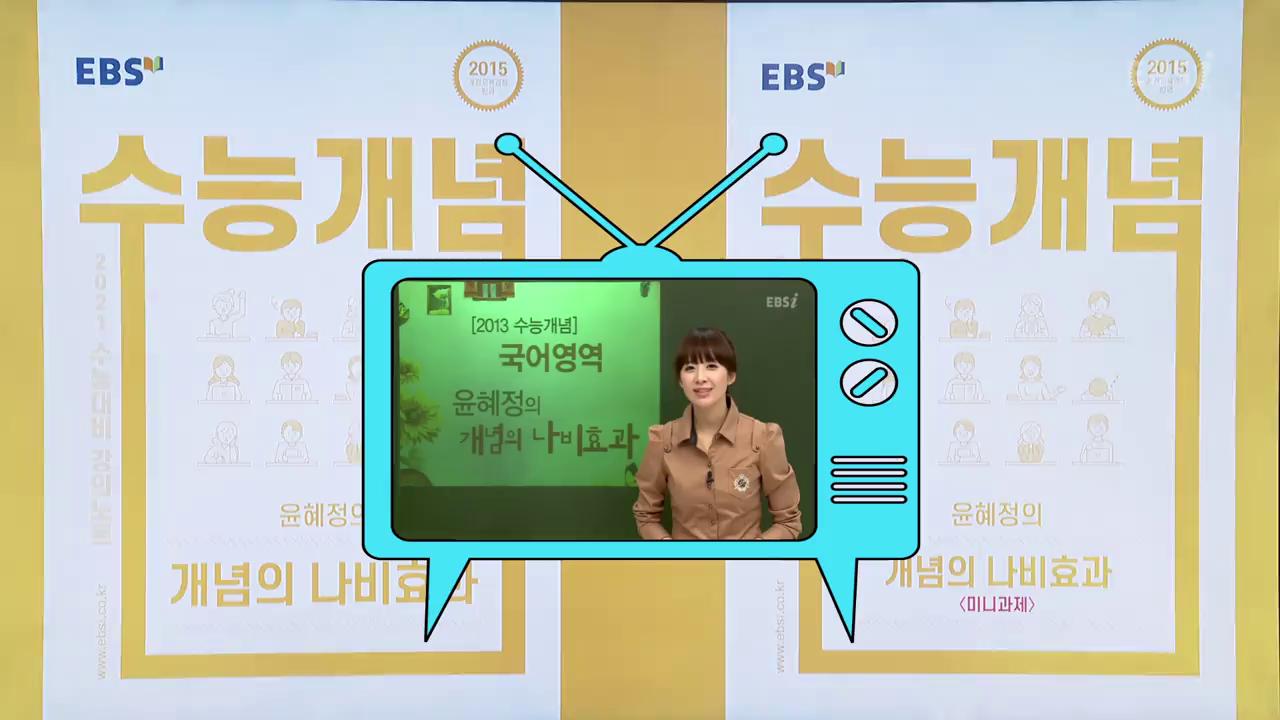 EBS
2015
수능개념
윤혜정의
개념의 나비효과
www.ebsi.co.kr
EBSi
[2013 수능개념]
국어영역
윤혜정의
개념의 나비효과
EBS
2015
수능개념
윤혜정의
개념의 나비효과
〈미니과제〉
www.ebsi.co.kr